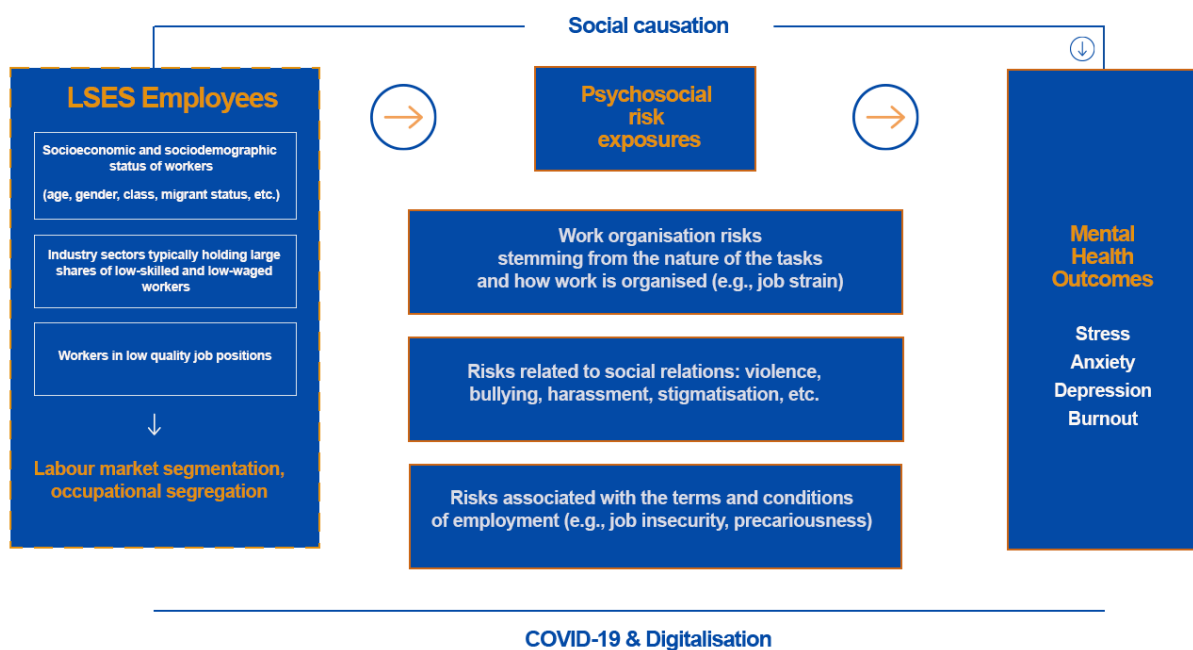 Social causation
LSES Employees
Socioeconomic and sociodemographic
status of workers
(age, gender, class, migrant status, etc.)
Industry sectors typically holding large
shares of low-skilled and low-waged
workers
Workers in low quality job positions
Labour market segmentation,
occupational segregation
Psychosocial
risk
exposures
Work organisation risks
stemming from the nature of the tasks
and how work is organised (e.g., job strain)
Risks related to social relations: violence,
bullying, harassment, stigmatisation, etc.
Risks associated with the terms and conditions
of employment (e.g., job insecurity, precariousness)
Mental
Health
Outcomes
Stress
Anxiety
Depression
Burnout
COVID-19 & Digitalisation